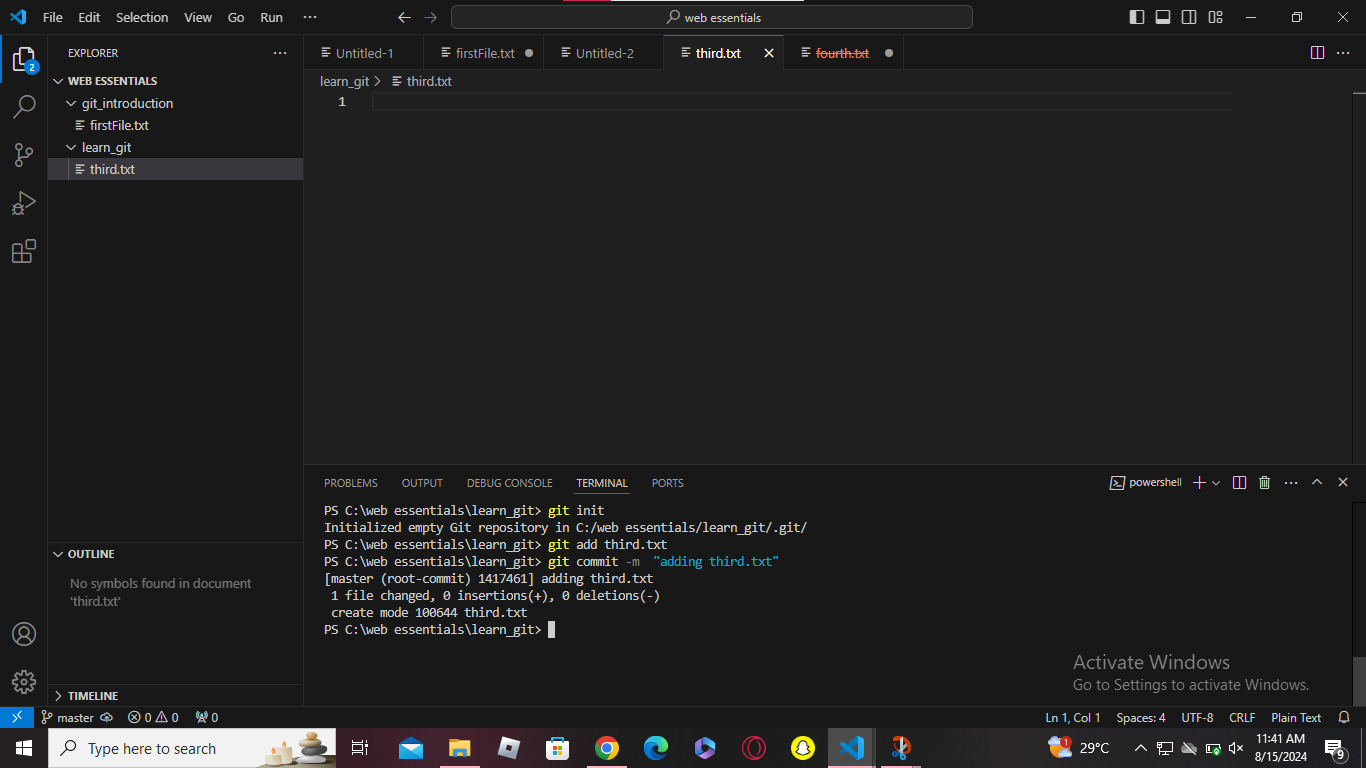 File Edit Selection View Go Run ··· web essentials
EXPLORER ···
2
WEB ESSENTIALS
git_introduction
firstFile.txt
learn_git
third.txt
Untitled-1 firstFile.txt Untitled-2 third.txt fourth.txt
learn_git > third.txt
1
PROBLEMS OUTPUT DEBUG CONSOLE TERMINAL PORTS powershell
PS C:\web essentials\learn_git> git init
Initialized empty Git repository in C:/web essentials/learn_git/.git/
PS C:\web essentials\learn_git> git add third.txt
PS C:\web essentials\learn_git> git commit -m  "adding third.txt"
[master (root-commit) 1417461] adding third.txt
 1 file changed, 0 insertions(+), 0 deletions(-)
 create mode 100644 third.txt
PS C:\web essentials\learn_git>
OUTLINE
No symbols found in document
'third.txt'
TIMELINE
Activate Windows
Go to Settings to activate Windows.
master 0 0 0 Ln 1, Col 1 Spaces: 4 UTF-8 CRLF Plain Text
Type here to search
1 29°C
11:41 AM
8/15/2024
9